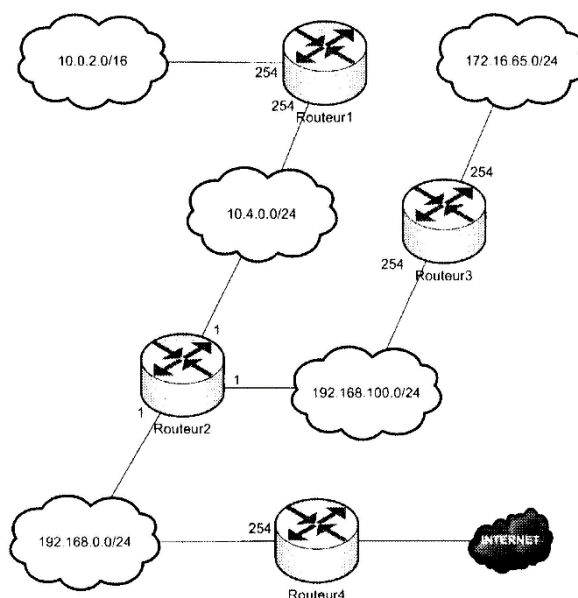 10.0.2.0/16
254
254
Routeur1
172.16.65.0/24
254
10.4.0.0/24
254
Routeur3
1
1
1
Routeur2
192.168.100.0/24
192.168.0.0/24
254
INTERNET
Routeur4